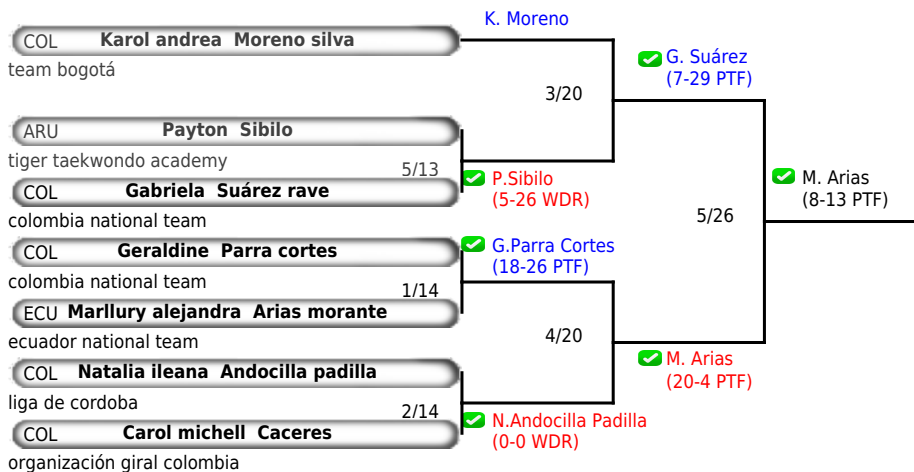 K. Moreno
COL Karol andrea Moreno silva
team bogotá
G. Suárez
(7-29 PTF)
3/20
ARU Payton Sibilo
tiger taekwondo academy
5/13
P.Sibilo
(5-26 WDR)
COL Gabriela Suárez rave
colombia national team
M. Arias
(8-13 PTF)
5/26
COL Geraldine Parra cortes
colombia national team
G.Parra Cortes
(18-26 PTF)
1/14
ECU Marllury alejandra Arias morante
ecuador national team
4/20
M. Arias
(20-4 PTF)
COL Natalia ileana Andocilla padilla
liga de cordoba
2/14
N.Andocilla Padilla
(0-0 WDR)
COL Carol michell Caceres
organización giral colombia